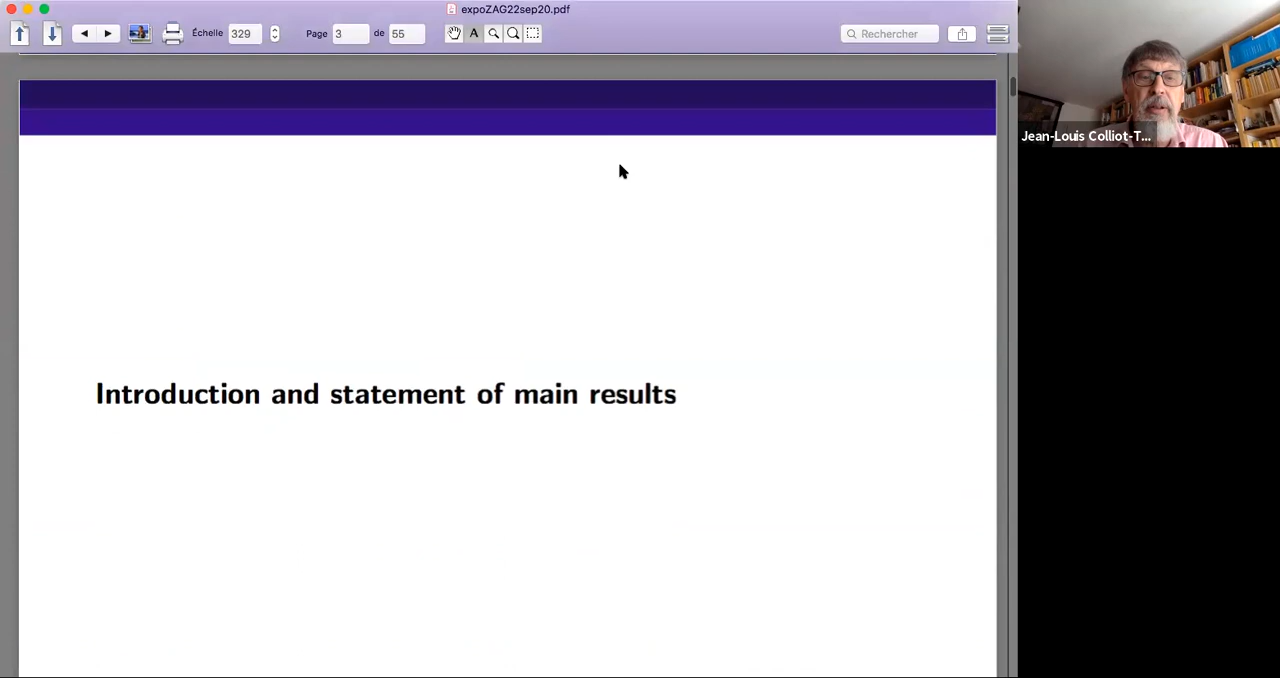 expoZAG22sep20.pdf
Échelle 329 Page 3 de 55 A Rechercher
Jean-Louis Colliot-T...
Introduction and statement of main results